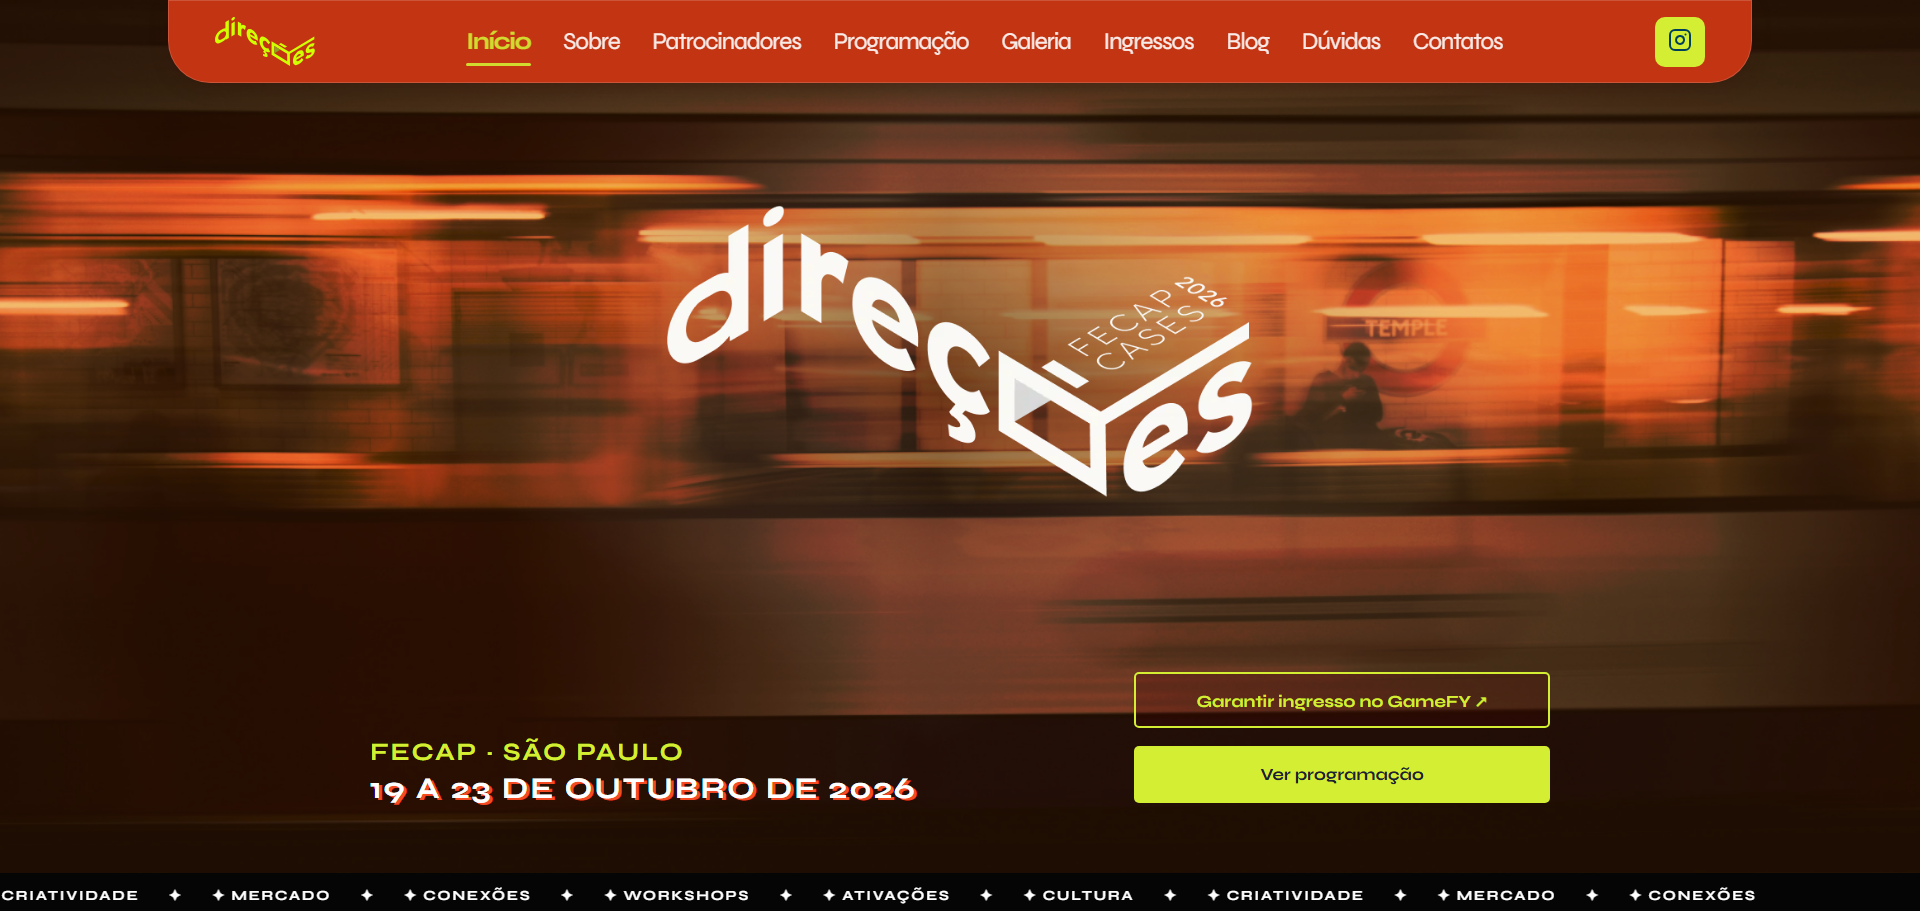 direções
Início
Sobre
Patrocinadores
Programação
Galeria
Ingressos
Blog
Dúvidas
Contatos
direções
FECAP 2026
CASES
TEMPLE
Garantir ingresso no GameFY ↗
FECAP · SÃO PAULO
Ver programação
19 A 23 DE OUTUBRO DE 2026
CRIATIVIDADE ✦ ✦ MERCADO ✦ ✦ CONEXÕES ✦ ✦ WORKSHOPS ✦ ✦ ATIVAÇÕES ✦ ✦ CULTURA ✦ ✦ CRIATIVIDADE ✦ ✦ MERCADO ✦ ✦ CONEXÕES